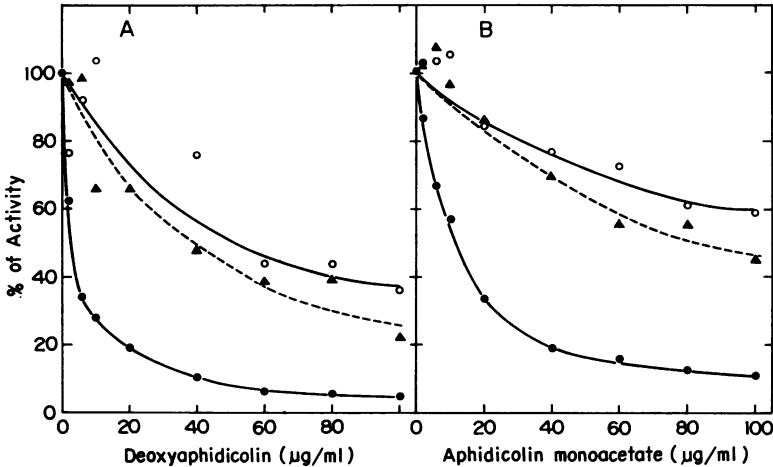 A
B
% of Activity
100
80
60
40
20
0
0 20 40 60 80 0 20 40 60 80 100
Deoxyaphidicolin (µg/ml)
Aphidicolin monoacetate (µg/ml)